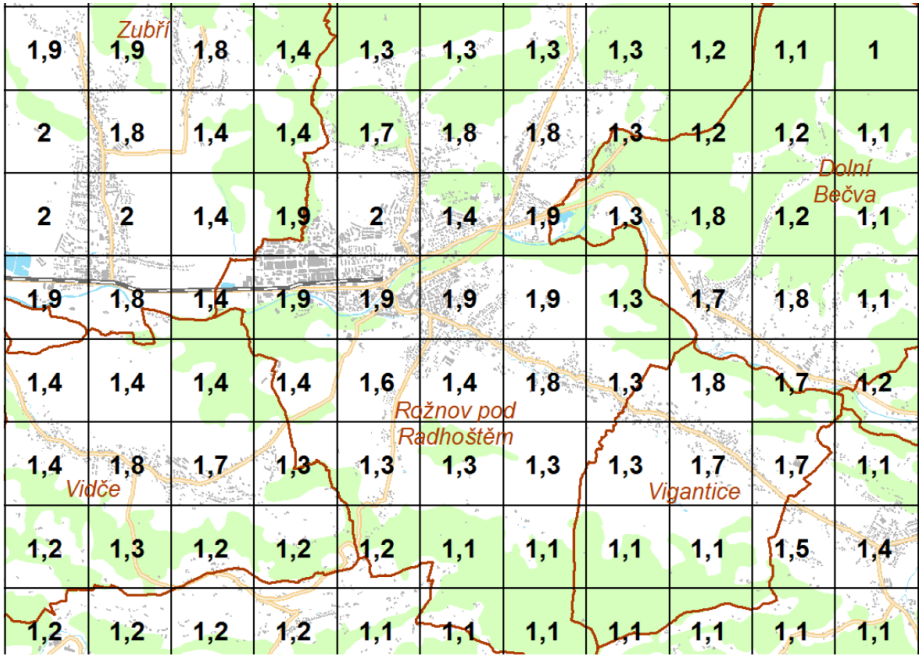 Zubří
1,9 1,9 1,8 1,4 1,3 1,3 1,3 1,3 1,2 1,1 1
2 1,8 1,4 1,4 1,7 1,8 1,8 1,3 1,2 1,2 1,1
Dolní
Bečva
2 2 1,4 1,9 2 1,4 1,9 1,3 1,8 1,2 1,1
1,9 1,8 1,4 1,9 1,9 1,9 1,9 1,3 1,7 1,8 1,1
1,4 1,4 1,4 1,4 1,6 1,4 1,8 1,3 1,8 1,7 1,2
Rožnov pod
Radhoštěm
1,4 1,8 1,7 1,3 1,3 1,3 1,3 1,3 1,7 1,7 1,1
Vidče
Vigantice
1,2 1,3 1,2 1,2 1,2 1,1 1,1 1,1 1,1 1,5 1,4
1,2 1,2 1,2 1,2 1,1 1,1 1,1 1,1 1,1 1,1 1,1